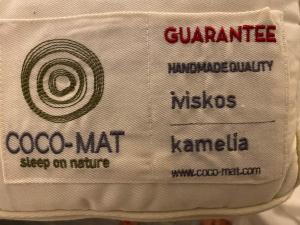 COCO-MAT
sleep on nature
GUARANTEE
HANDMADE QUALITY
iviskos
kamelia
www.coco-mat.com